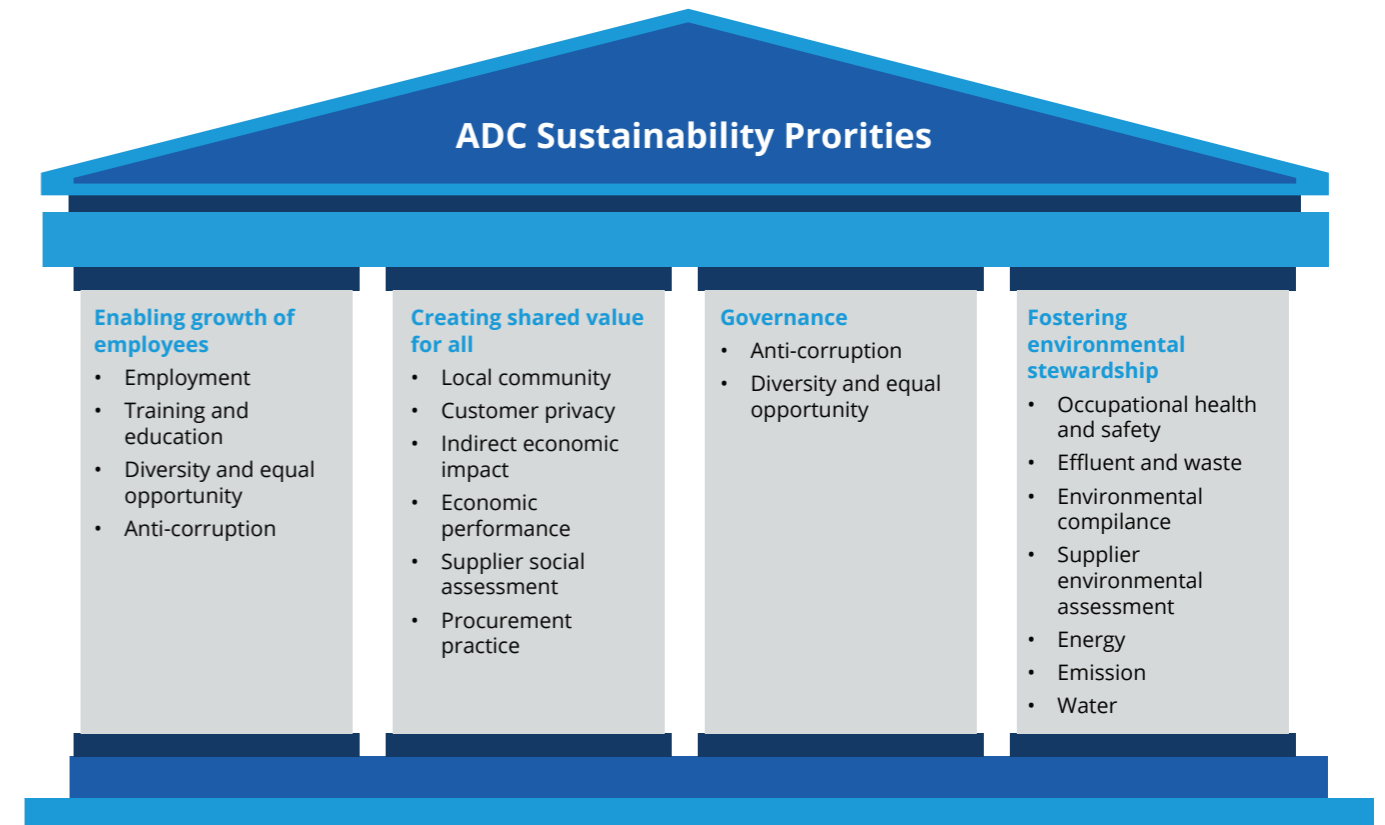 ADC Sustainability Prorities
Enabling growth of
employees
• Employment
• Training and
education
• Diversity and equal
opportunity
• Anti-corruption
Creating shared value
for all
• Local community
• Customer privacy
• Indirect economic
impact
• Economic
performance
• Supplier social
assessment
• Procurement
practice
Governance
• Anti-corruption
• Diversity and equal
opportunity
Fostering
environmental
stewardship
• Occupational health
and safety
• Effluent and waste
• Environmental
compilance
• Supplier
environmental
assessment
• Energy
• Emission
• Water